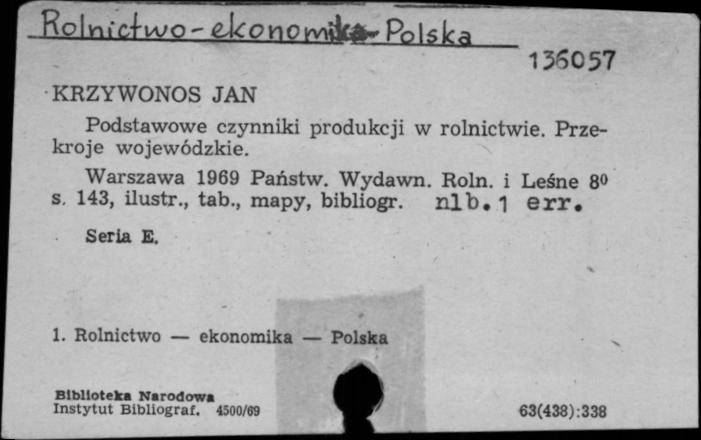 Rolnictwo-ekonomika-Polska
136057
KRZYWONOS JAN
Podstawowe czynniki produkcji w rolnictwie. Prze-
kroje wojewódzkie.
Warszawa 1969 Państw. Wydawn. Roln. i Leśne 8⁰
s. 143, ilustr., tab., mapy, bibliogr. nlb. 1 err.
Seria E.
1. Rolnictwo — ekonomika — Polska
Biblioteka Narodowa
Instytut Bibliograf. 4500/69
63(438):338